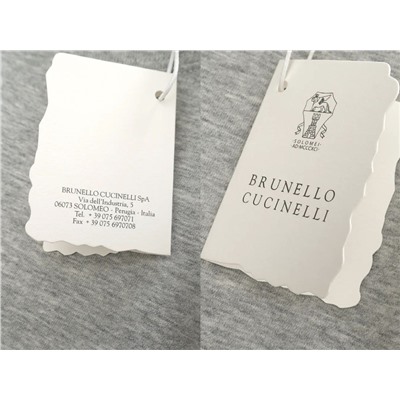 BRUNELLO CUCINELLI SpA
Via dell'Industria, 5
06073 SOLOMEO - Perugia - Italia
Tel. + 39 075 697071
Fax + 39 075 6970708
SOLOMEI
BRUNELLO
CUCINELLI